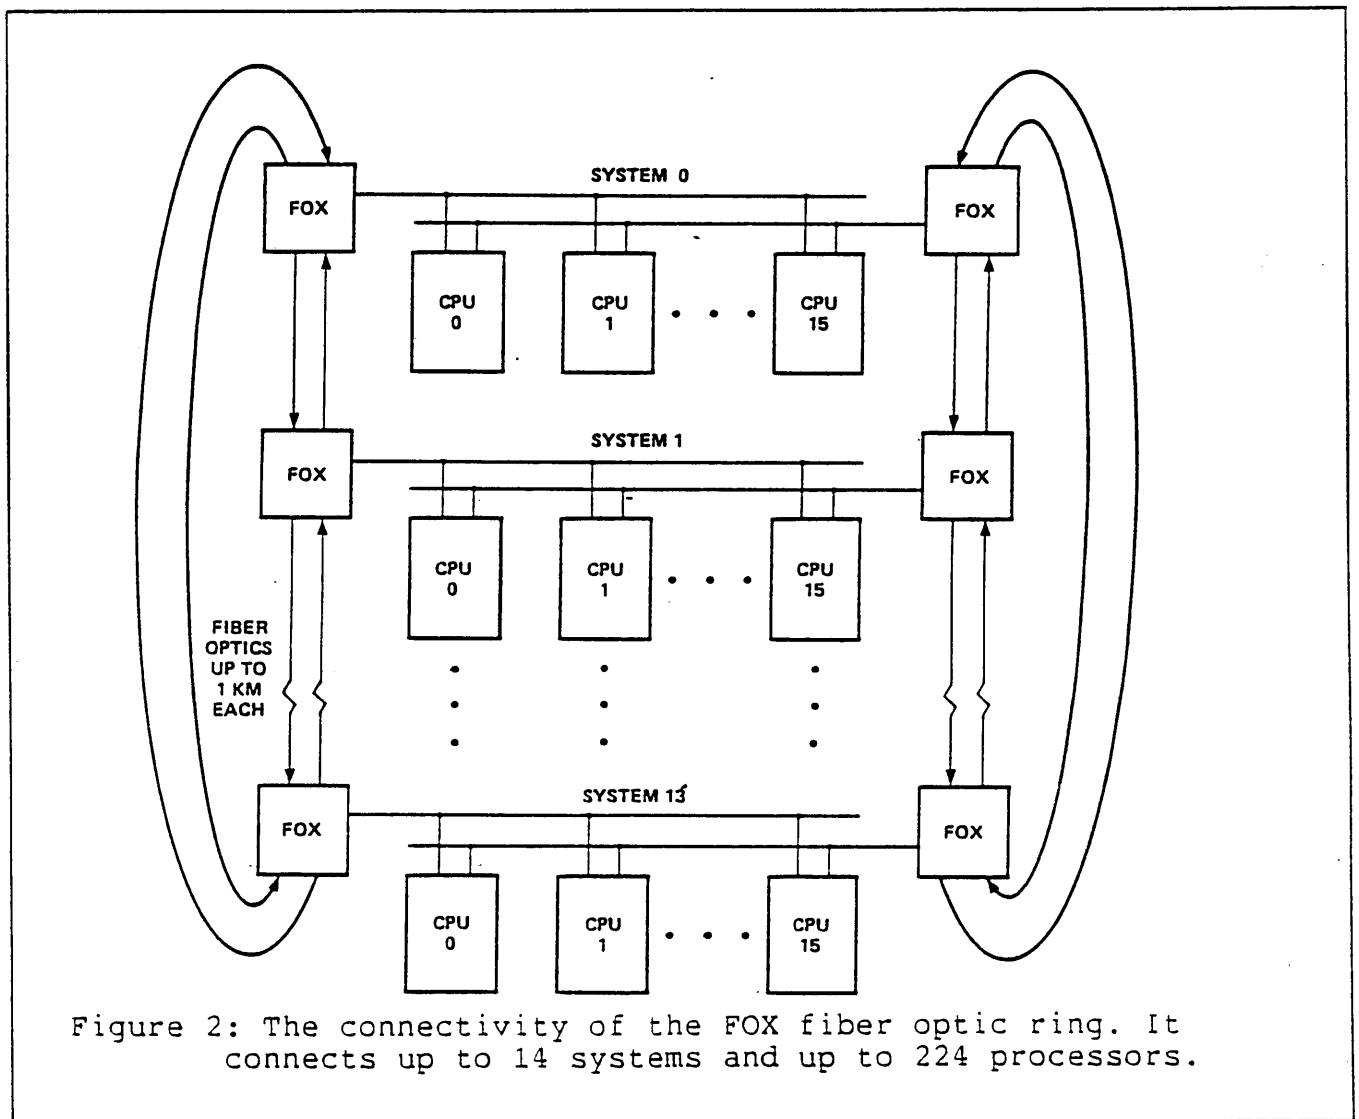 SYSTEM 0
FOX
FOX
CPU
0
CPU
1
CPU
15
SYSTEM 1
FOX
FOX
CPU
0
CPU
1
CPU
15
FIBER
OPTICS
UP TO
1 KM
EACH
SYSTEM 13
FOX
FOX
CPU
0
CPU
1
CPU
15
Figure 2: The connectivity of the FOX fiber optic ring. It
connects up to 14 systems and up to 224 processors.